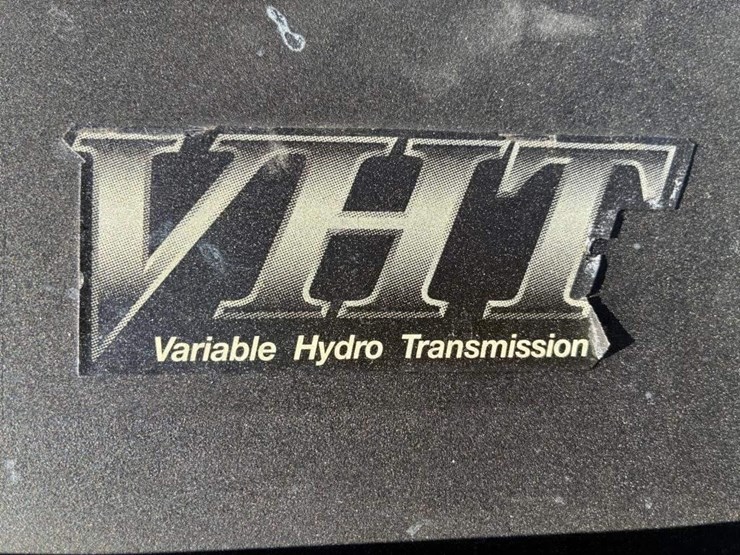 VHT
Variable Hydro Transmission